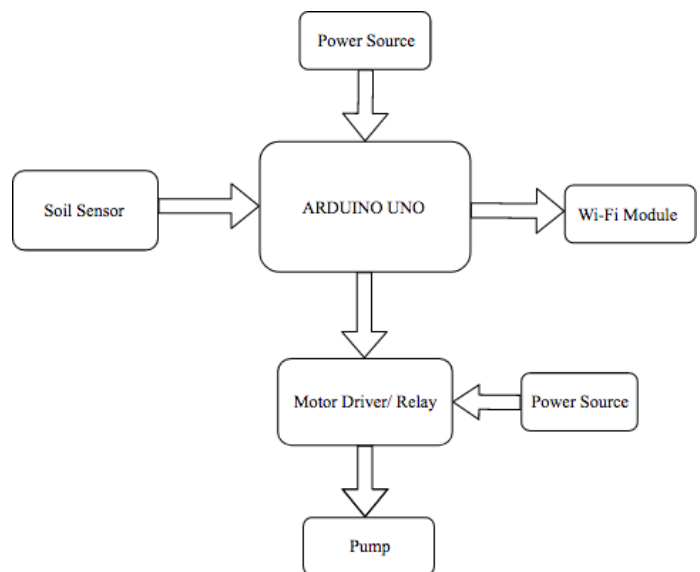 Power Source
Soil Sensor
ARDUINO UNO
Wi-Fi Module
Motor Driver/ Relay
Power Source
Pump